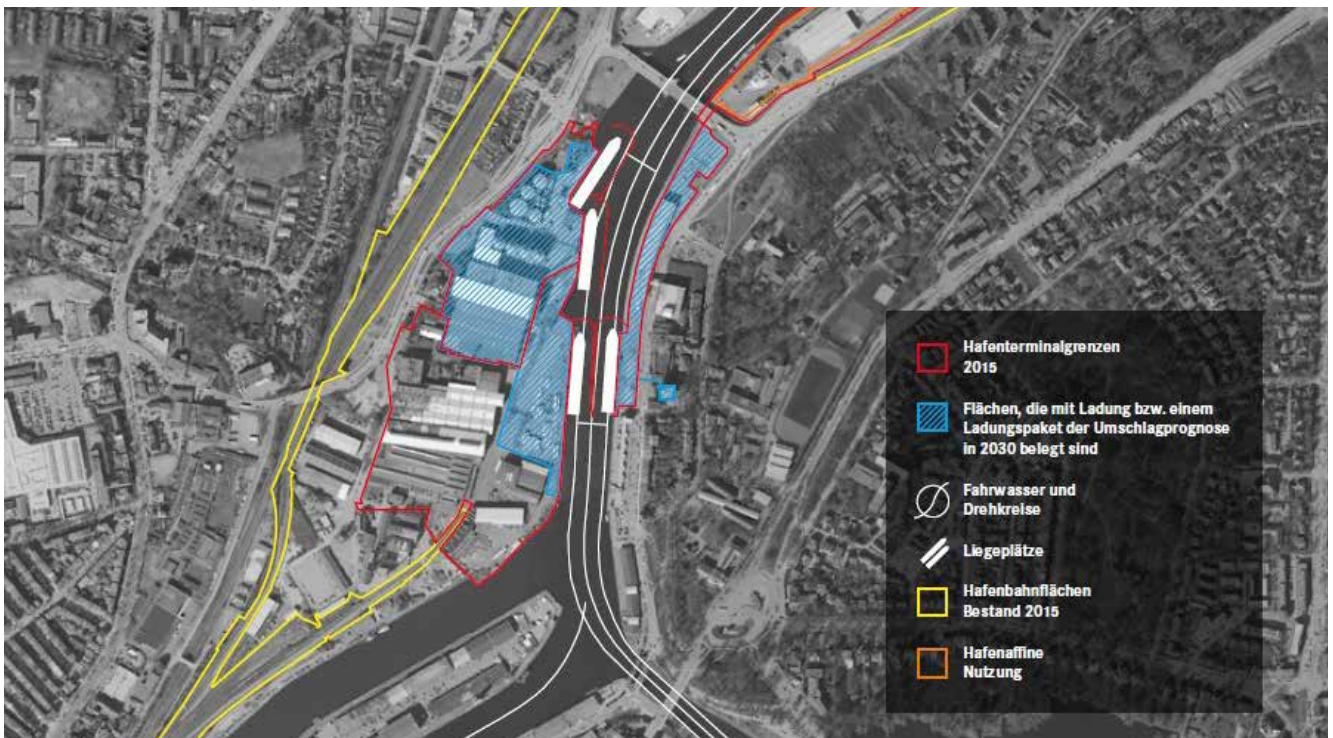 Hafenterminalgrenzen
2015
Flächen, die mit Ladung bzw. einem
Ladungspaket der Umschlagprognose
in 2030 belegt sind
Fahrwasser und
Drehkreise
Liegeplätze
Hafenbahnflächen
Bestand 2015
Hafenaffine
Nutzung